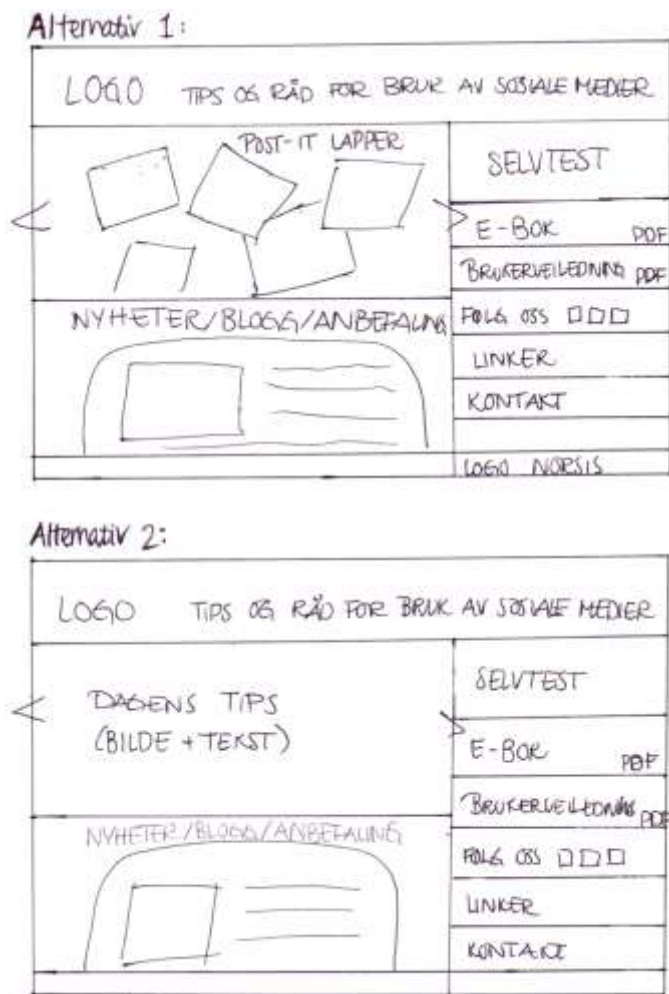 Alternativ 1:
LOGO TIPS OG RÅD FOR BRUK AV SOSIALE MEDIER
POST-IT LAPPER
SELVTEST
E-BOK PDF
BRUKERVEILEDNING PDF
NYHETER/BLOGG/ANBEFALING
FØLG OSS
LINKER
KONTAKT
LOGO NORSIS
Alternativ 2:
LOGO TIPS OG RÅD FOR BRUK AV SOSIALE MEDIER
DAGENS TIPS
(BILDE + TEKST)
SELVTEST
E-BOK PDF
BRUKERVEILEDNING PDF
NYHETER/BLOGG/ANBEFALING
FØLG OSS
LINKER
KONTAKT